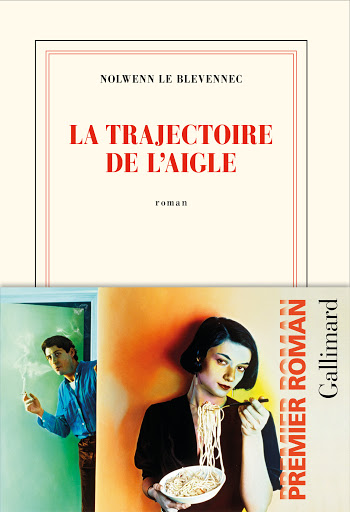 NOLWENN LE BLEVENNEC
LA TRAJECTOIRE
DE L'AIGLE
roman
PREMIER ROMAN
Gallimard